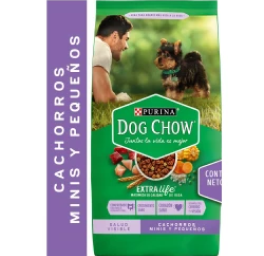 CACHORROS
MINIS Y PEQUEÑOS
PURINA
DOG CHOW
Juntos la vida es mejor
EXTRA life
CONT
NETO
SALUD
VISIBLE
CACHORROS
MINIS Y PEQUEÑOS